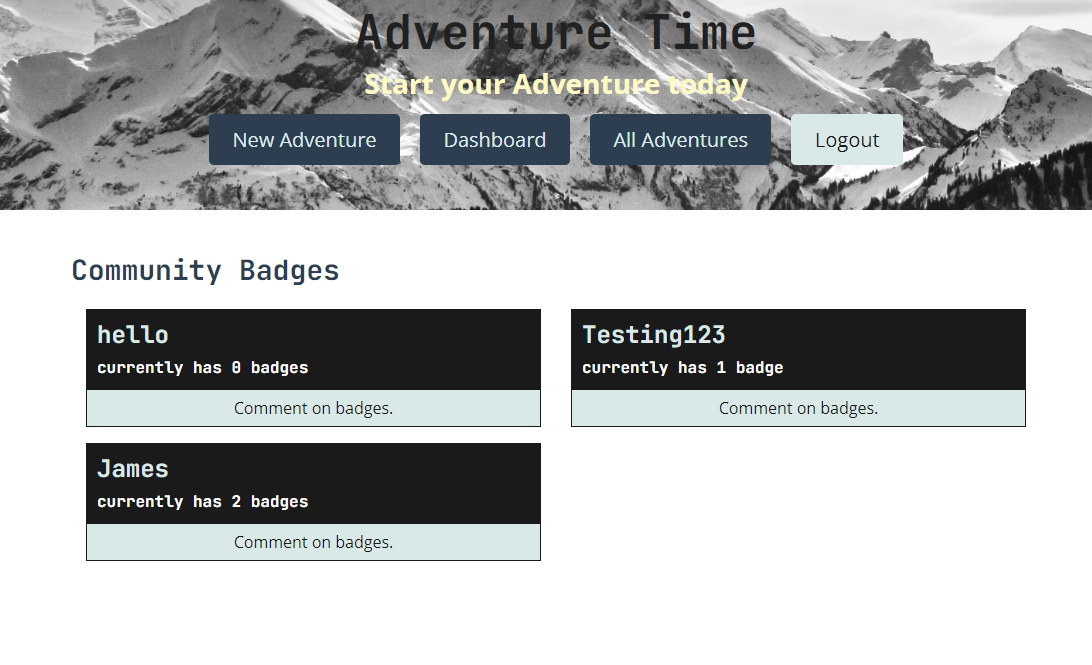 Adventure Time
Start your Adventure today
New Adventure Dashboard All Adventures Logout
Community Badges
hello
currently has 0 badges
Comment on badges.
Testing123
currently has 1 badge
Comment on badges.
James
currently has 2 badges
Comment on badges.